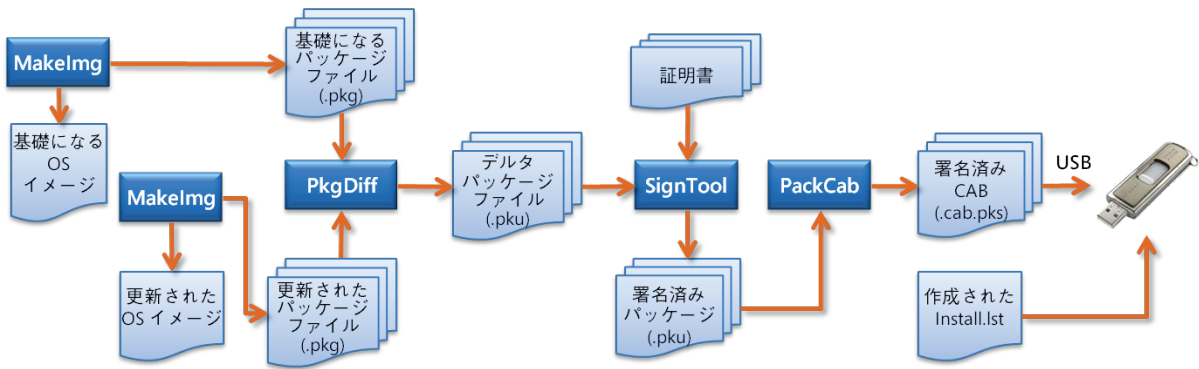 MakeImg
基礎になる
OS
イメージ
基礎になる
パッケージ
ファイル
(.pkg)
MakeImg
更新された
OS イメージ
更新された
パッケージ
ファイル
(.pkg)
PkgDiff
デルタ
パッケージ
ファイル
(.pku)
証明書
SignTool
署名済み
パッケージ
(.pku)
PackCab
署名済み
CAB
(.cab.pks)
USB
作成された
Install.lst